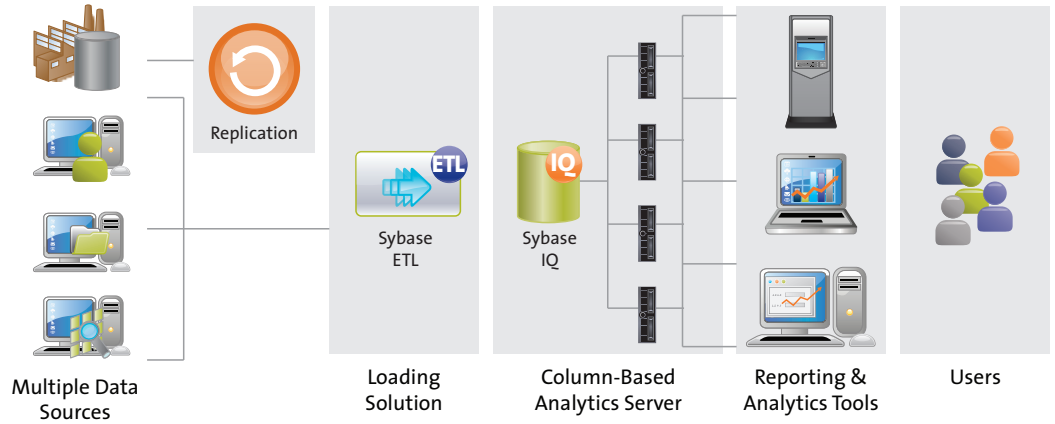 Replication
ETL
Sybase
ETL
IQ
Sybase
IQ
Multiple Data
Sources
Loading
Solution
Column-Based
Analytics Server
Reporting &
Analytics Tools
Users